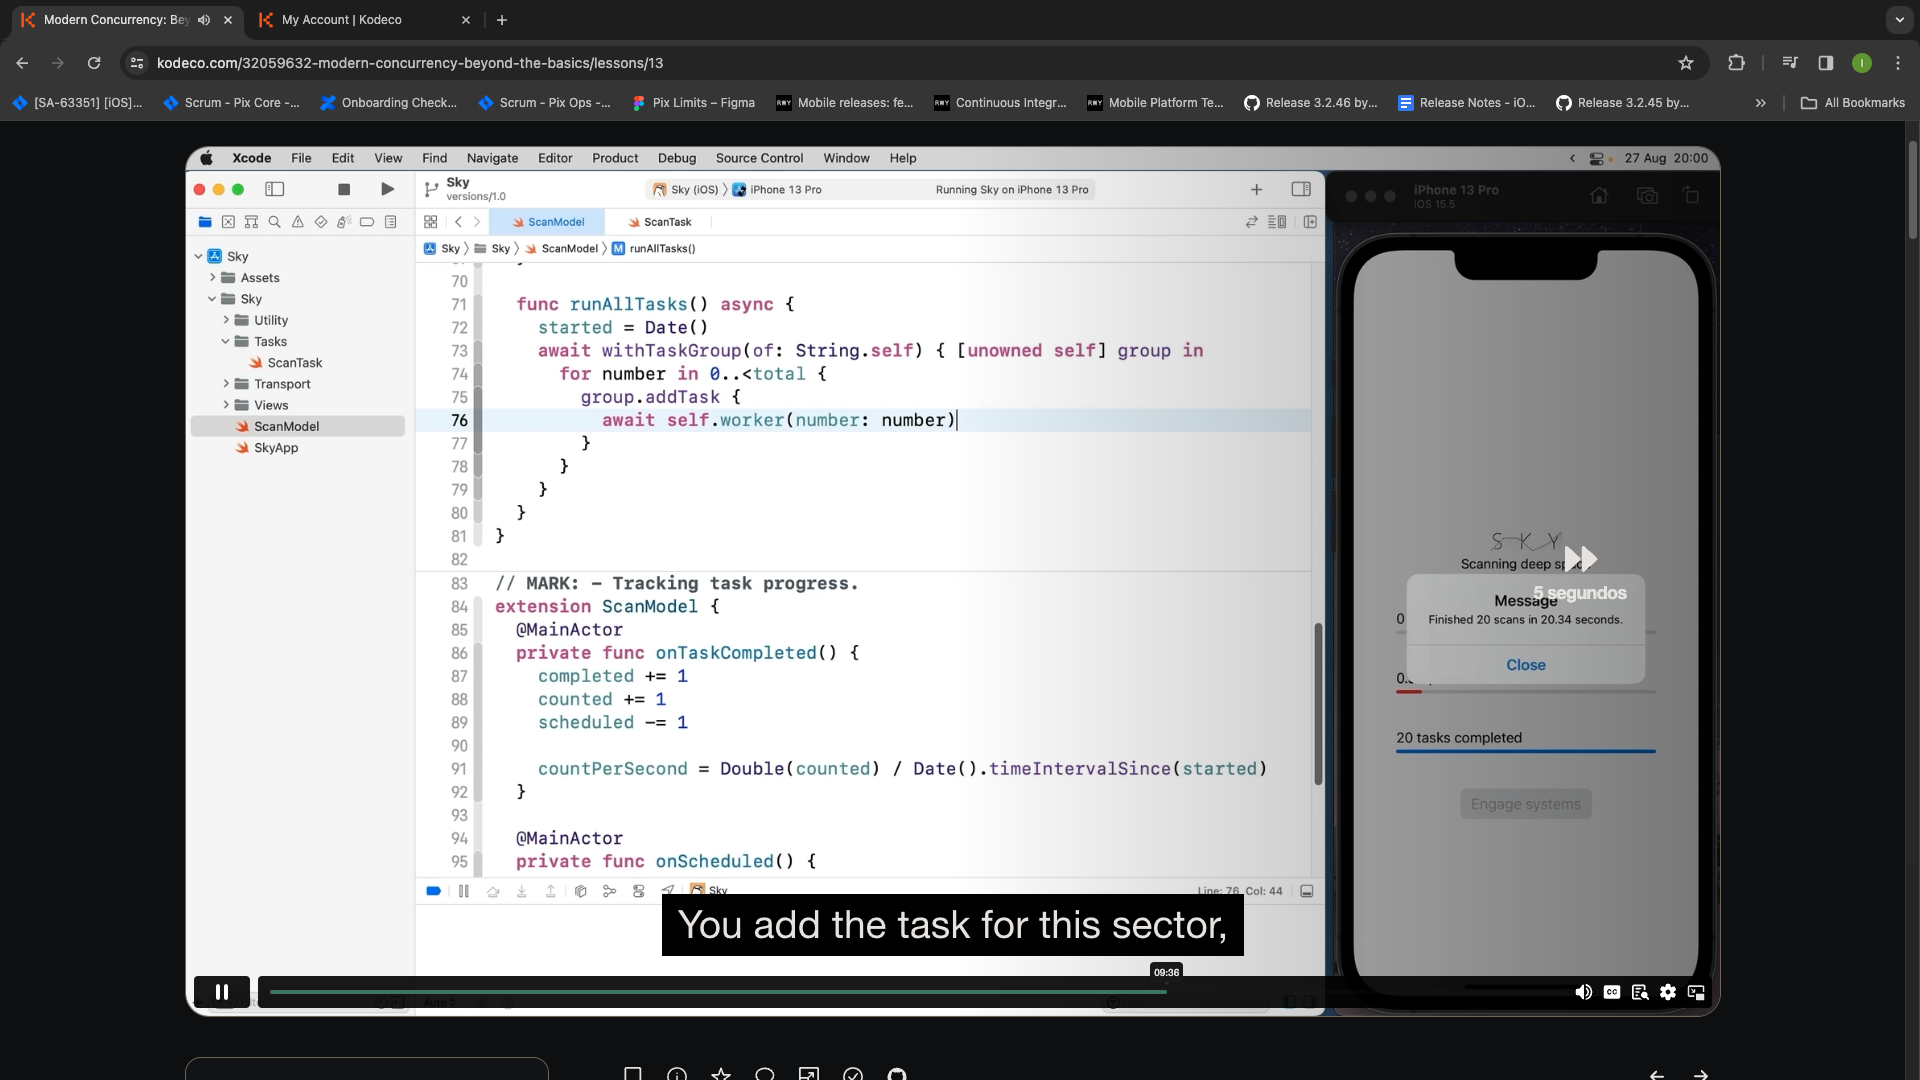 Modern Concurrency: Bey
My Account | Kodeco
kodeco.com/32059632-modern-concurrency-beyond-the-basics/lessons/13
I
[SA-63351] [iOS]...
Scrum - Pix Core -...
Onboarding Check...
Scrum - Pix Ops -...
Pix Limits – Figma
Mobile releases: fe...
Continuous Integr...
Mobile Platform Te...
Release 3.2.46 by...
Release Notes - iO...
Release 3.2.45 by...
All Bookmarks
Xcode File Edit View Find Navigate Editor Product Debug Source Control Window Help
27 Aug 20:00
Sky
versions/1.0
Sky (iOS) 〉 iPhone 13 Pro
Running Sky on iPhone 13 Pro
iPhone 13 Pro
iOS 15.5
ScanModel
ScanTask
Sky 〉 Sky 〉 ScanModel 〉 M runAllTasks()
Sky
Assets
Sky
Utility
Tasks
ScanTask
Transport
Views
ScanModel
SkyApp
70
71 func runAllTasks() async {
72 started = Date()
73 await withTaskGroup(of: String.self) { [unowned self] group in
74 for number in 0..<total {
75 group.addTask {
76 await self.worker(number: number)
77 }
78 }
79 }
80 }
81 }
82
83 // MARK: - Tracking task progress.
84 extension ScanModel {
85 @MainActor
86 private func onTaskCompleted() {
87 completed += 1
88 counted += 1
89 scheduled -= 1
90
91 countPerSecond = Double(counted) / Date().timeIntervalSince(started)
92 }
93
94 @MainActor
95 private func onScheduled() {
Sky
Line: 76 Col: 44
S-K-Y
Scanning deep
5 segundos
Message
Finished 20 scans in 20.34 seconds.
Close
0
0.
20 tasks completed
Engage systems
You add the task for this sector,
09:36
CC
Auto